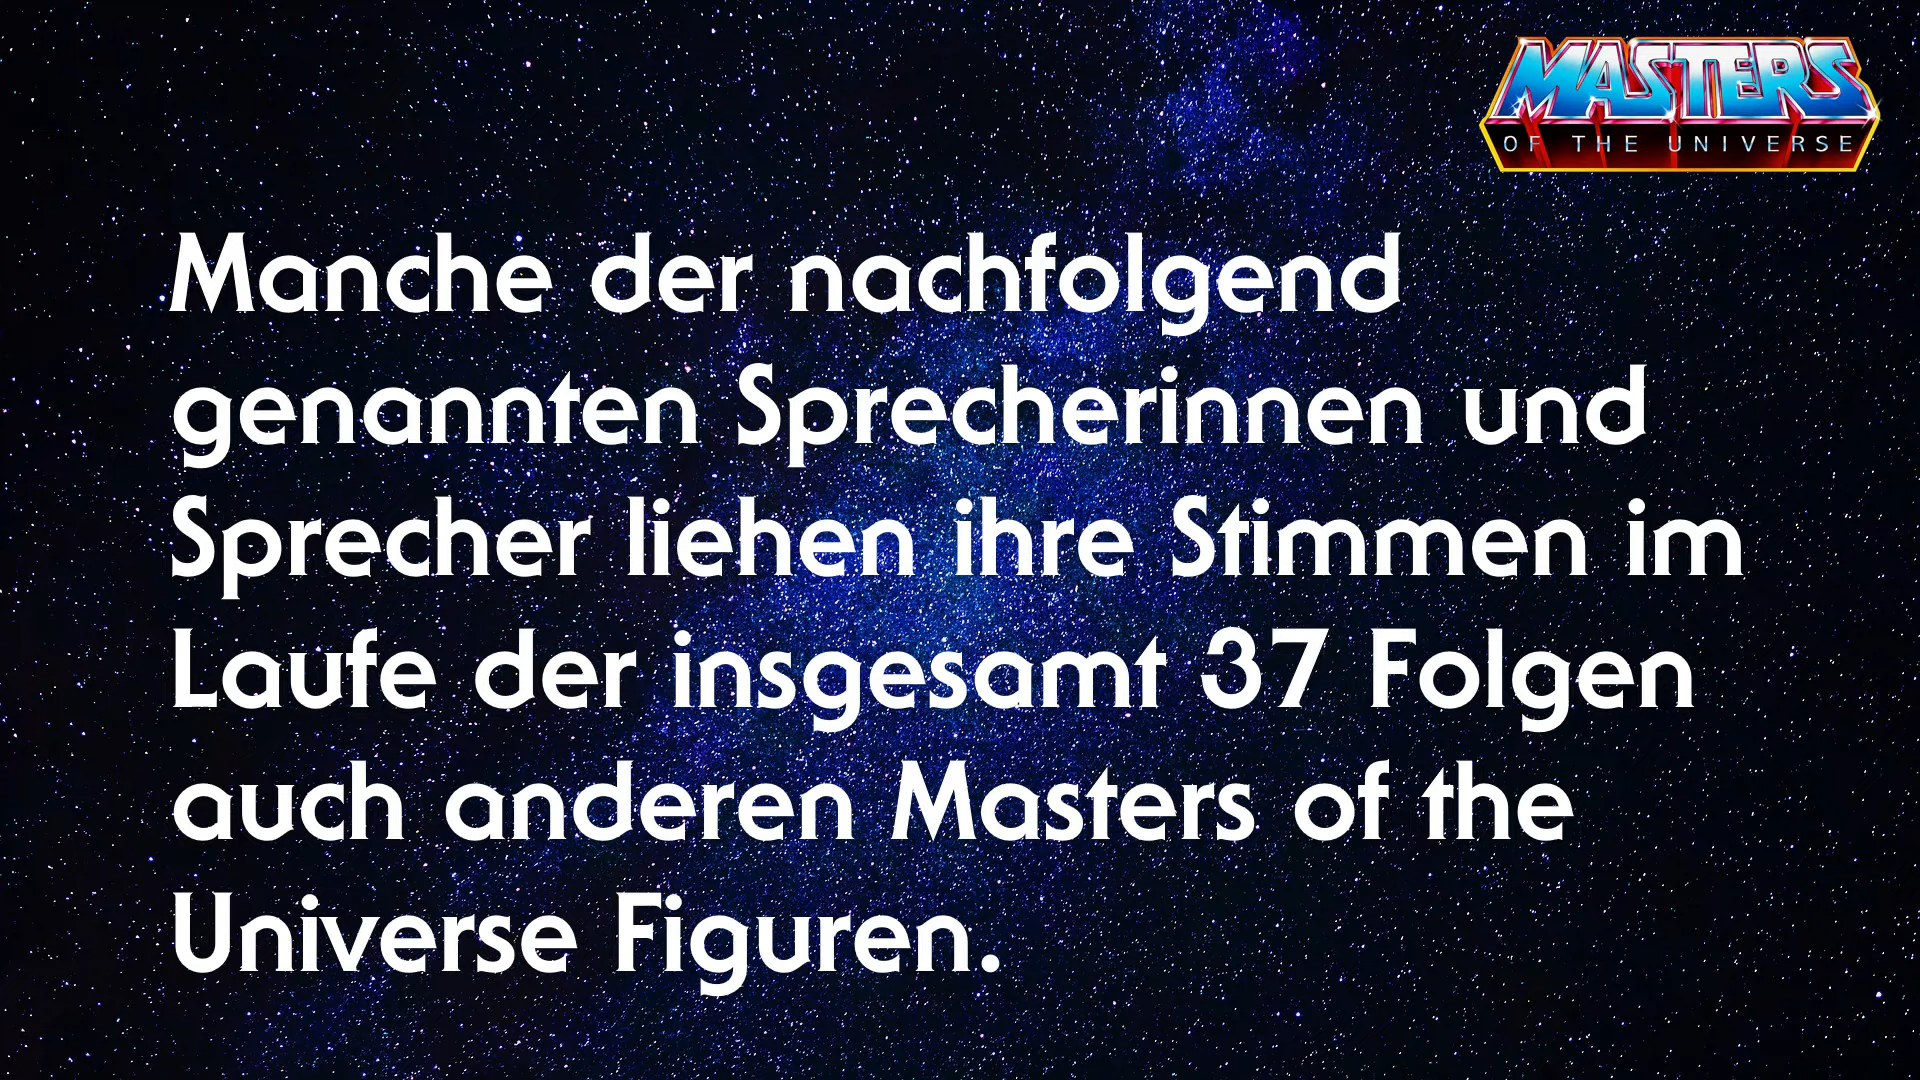 MASTERS
OF THE UNIVERSE
Manche der nachfolgend
genannten Sprecherinnen und
Sprecher liehen ihre Stimmen im
Laufe der insgesamt 37 Folgen
auch anderen Masters of the
Universe Figuren.